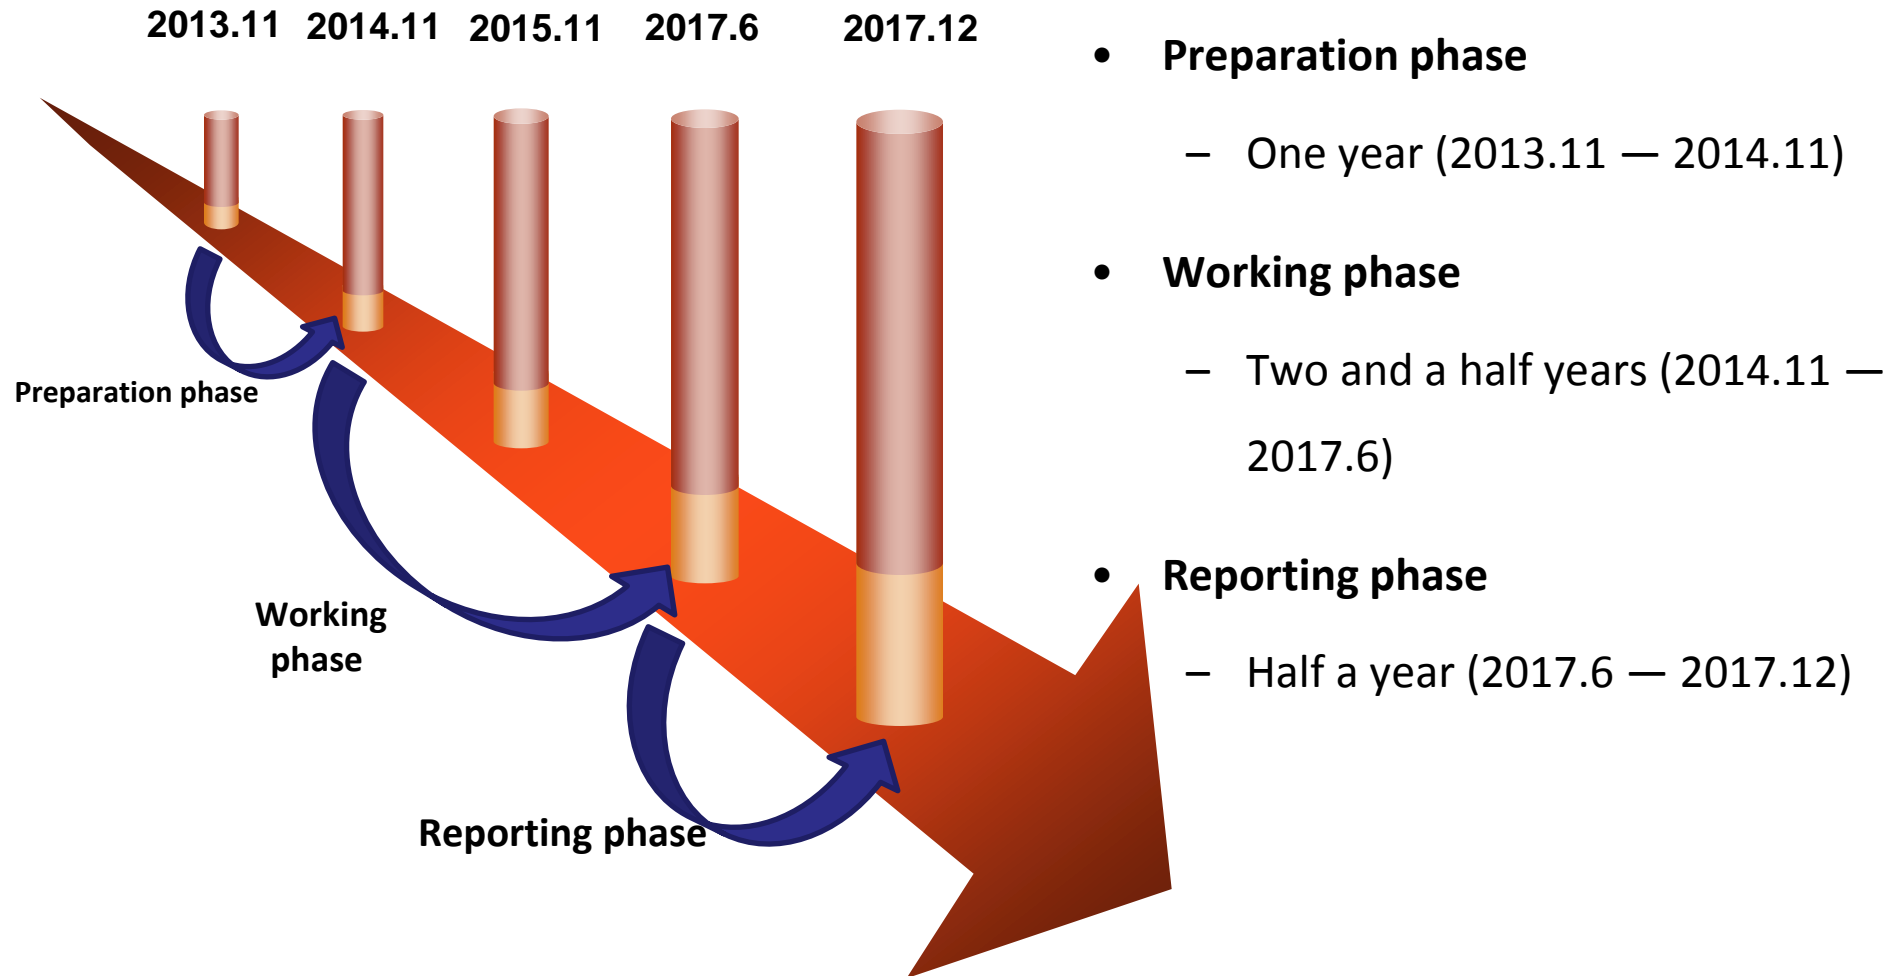 2013.11 2014.11 2015.11 2017.6 2017.12
Preparation phase
Working
phase
Reporting phase
• Preparation phase
– One year (2013.11 — 2014.11)
• Working phase
– Two and a half years (2014.11 —
2017.6)
• Reporting phase
– Half a year (2017.6 — 2017.12)